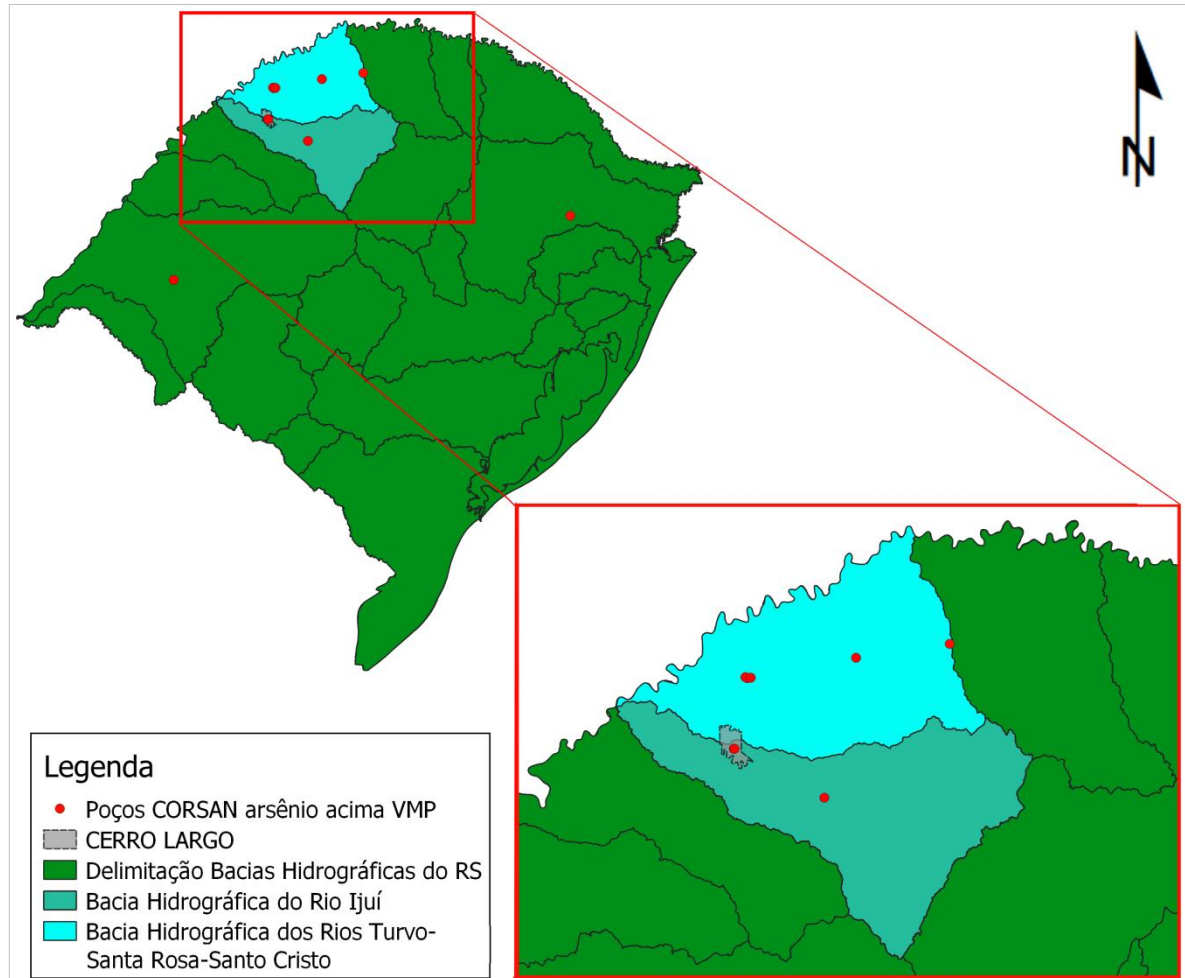 N
Legenda
Poços CORSAN arsênio acima VMP
CERRO LARGO
Delimitação Bacias Hidrográficas do RS
Bacia Hidrográfica do Rio Ijuí
Bacia Hidrográfica dos Rios Turvo-
Santa Rosa-Santo Cristo